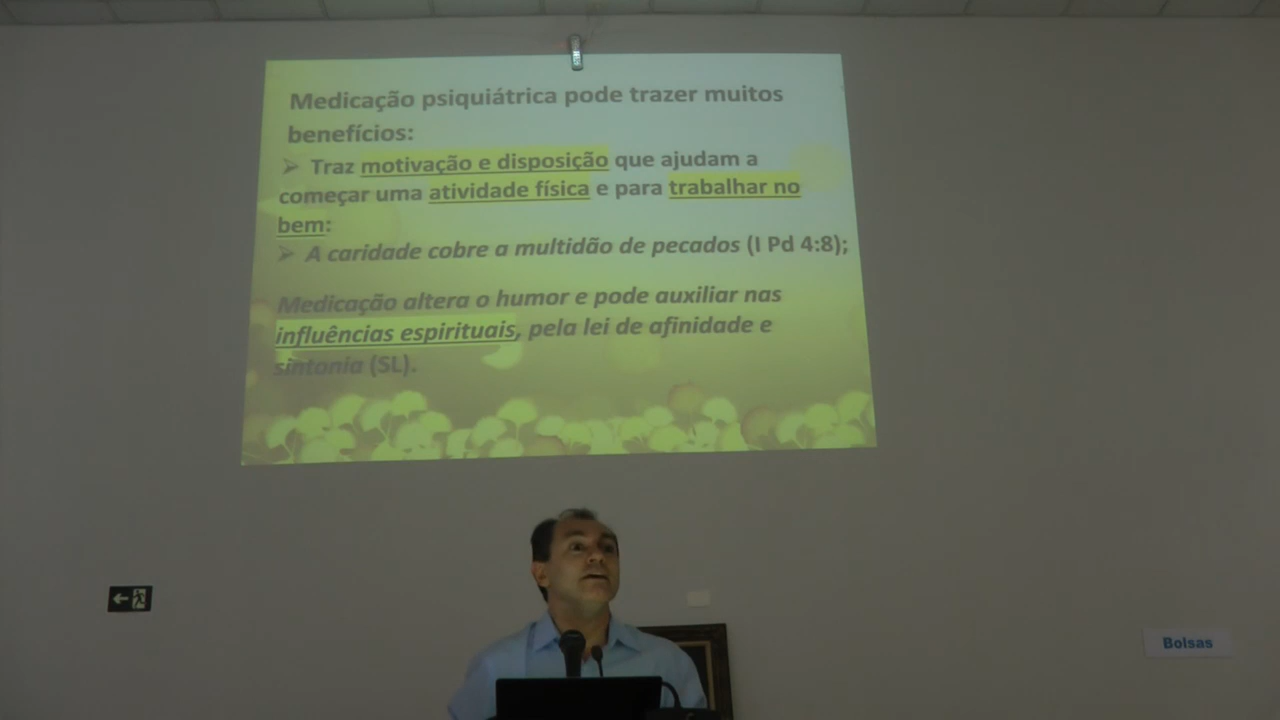 Medicação psiquiátrica pode trazer muitos
benefícios:
➤ Traz motivação e disposição que ajudam a
começar uma atividade física e para trabalhar no
bem:
➤ A caridade cobre a multidão de pecados (I Pd 4:8);
Medicação altera o humor e pode auxiliar nas
influências espirituais, pela lei de afinidade e
sintonia (SL).
Bolsas